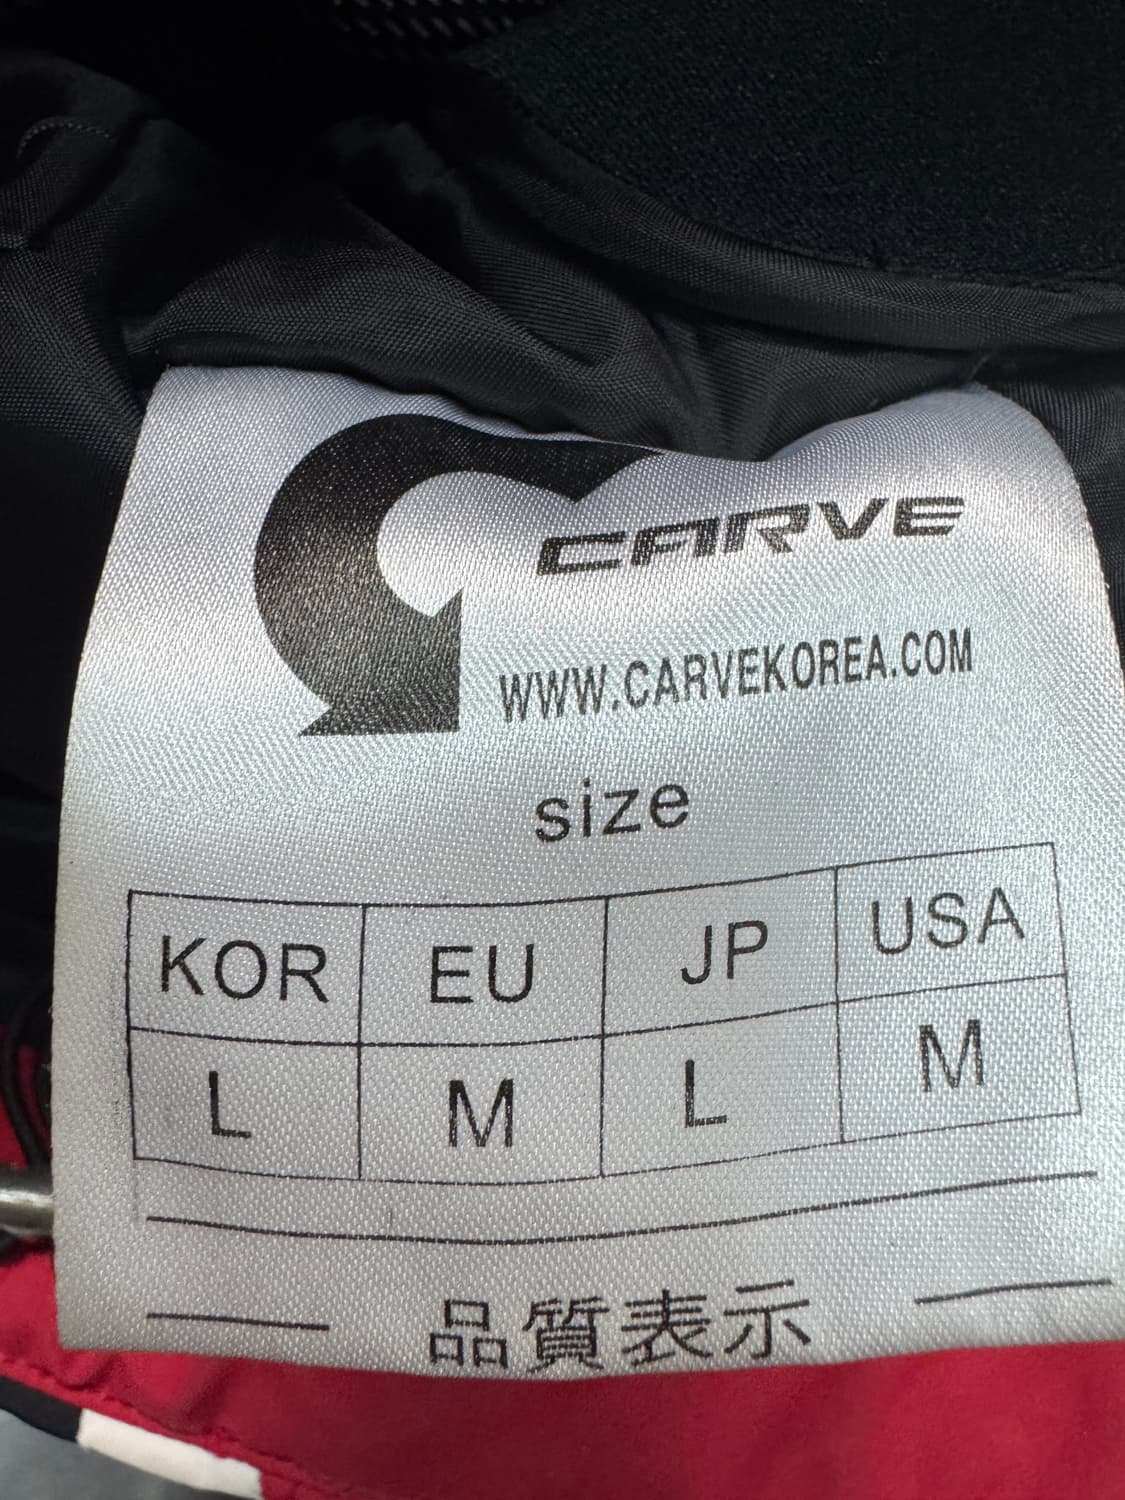 CARVE
WWW.CARVEKOREA.COM
size
KOR EU JP USA
L M L M
品質表示